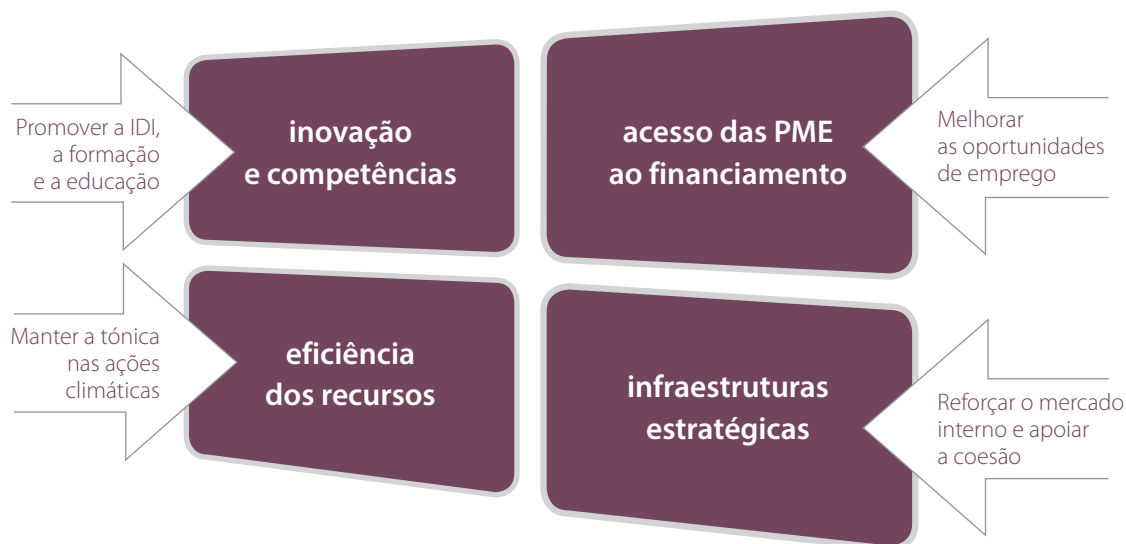 Promover a IDI,
a formação
e a educação
inovação
e competências
acesso das PME
ao financiamento
Melhorar
as oportunidades
de emprego
Manter a tónica
nas ações
climáticas
eficiência
dos recursos
infraestruturas
estratégicas
Reforçar o mercado
interno e apoiar
a coesão